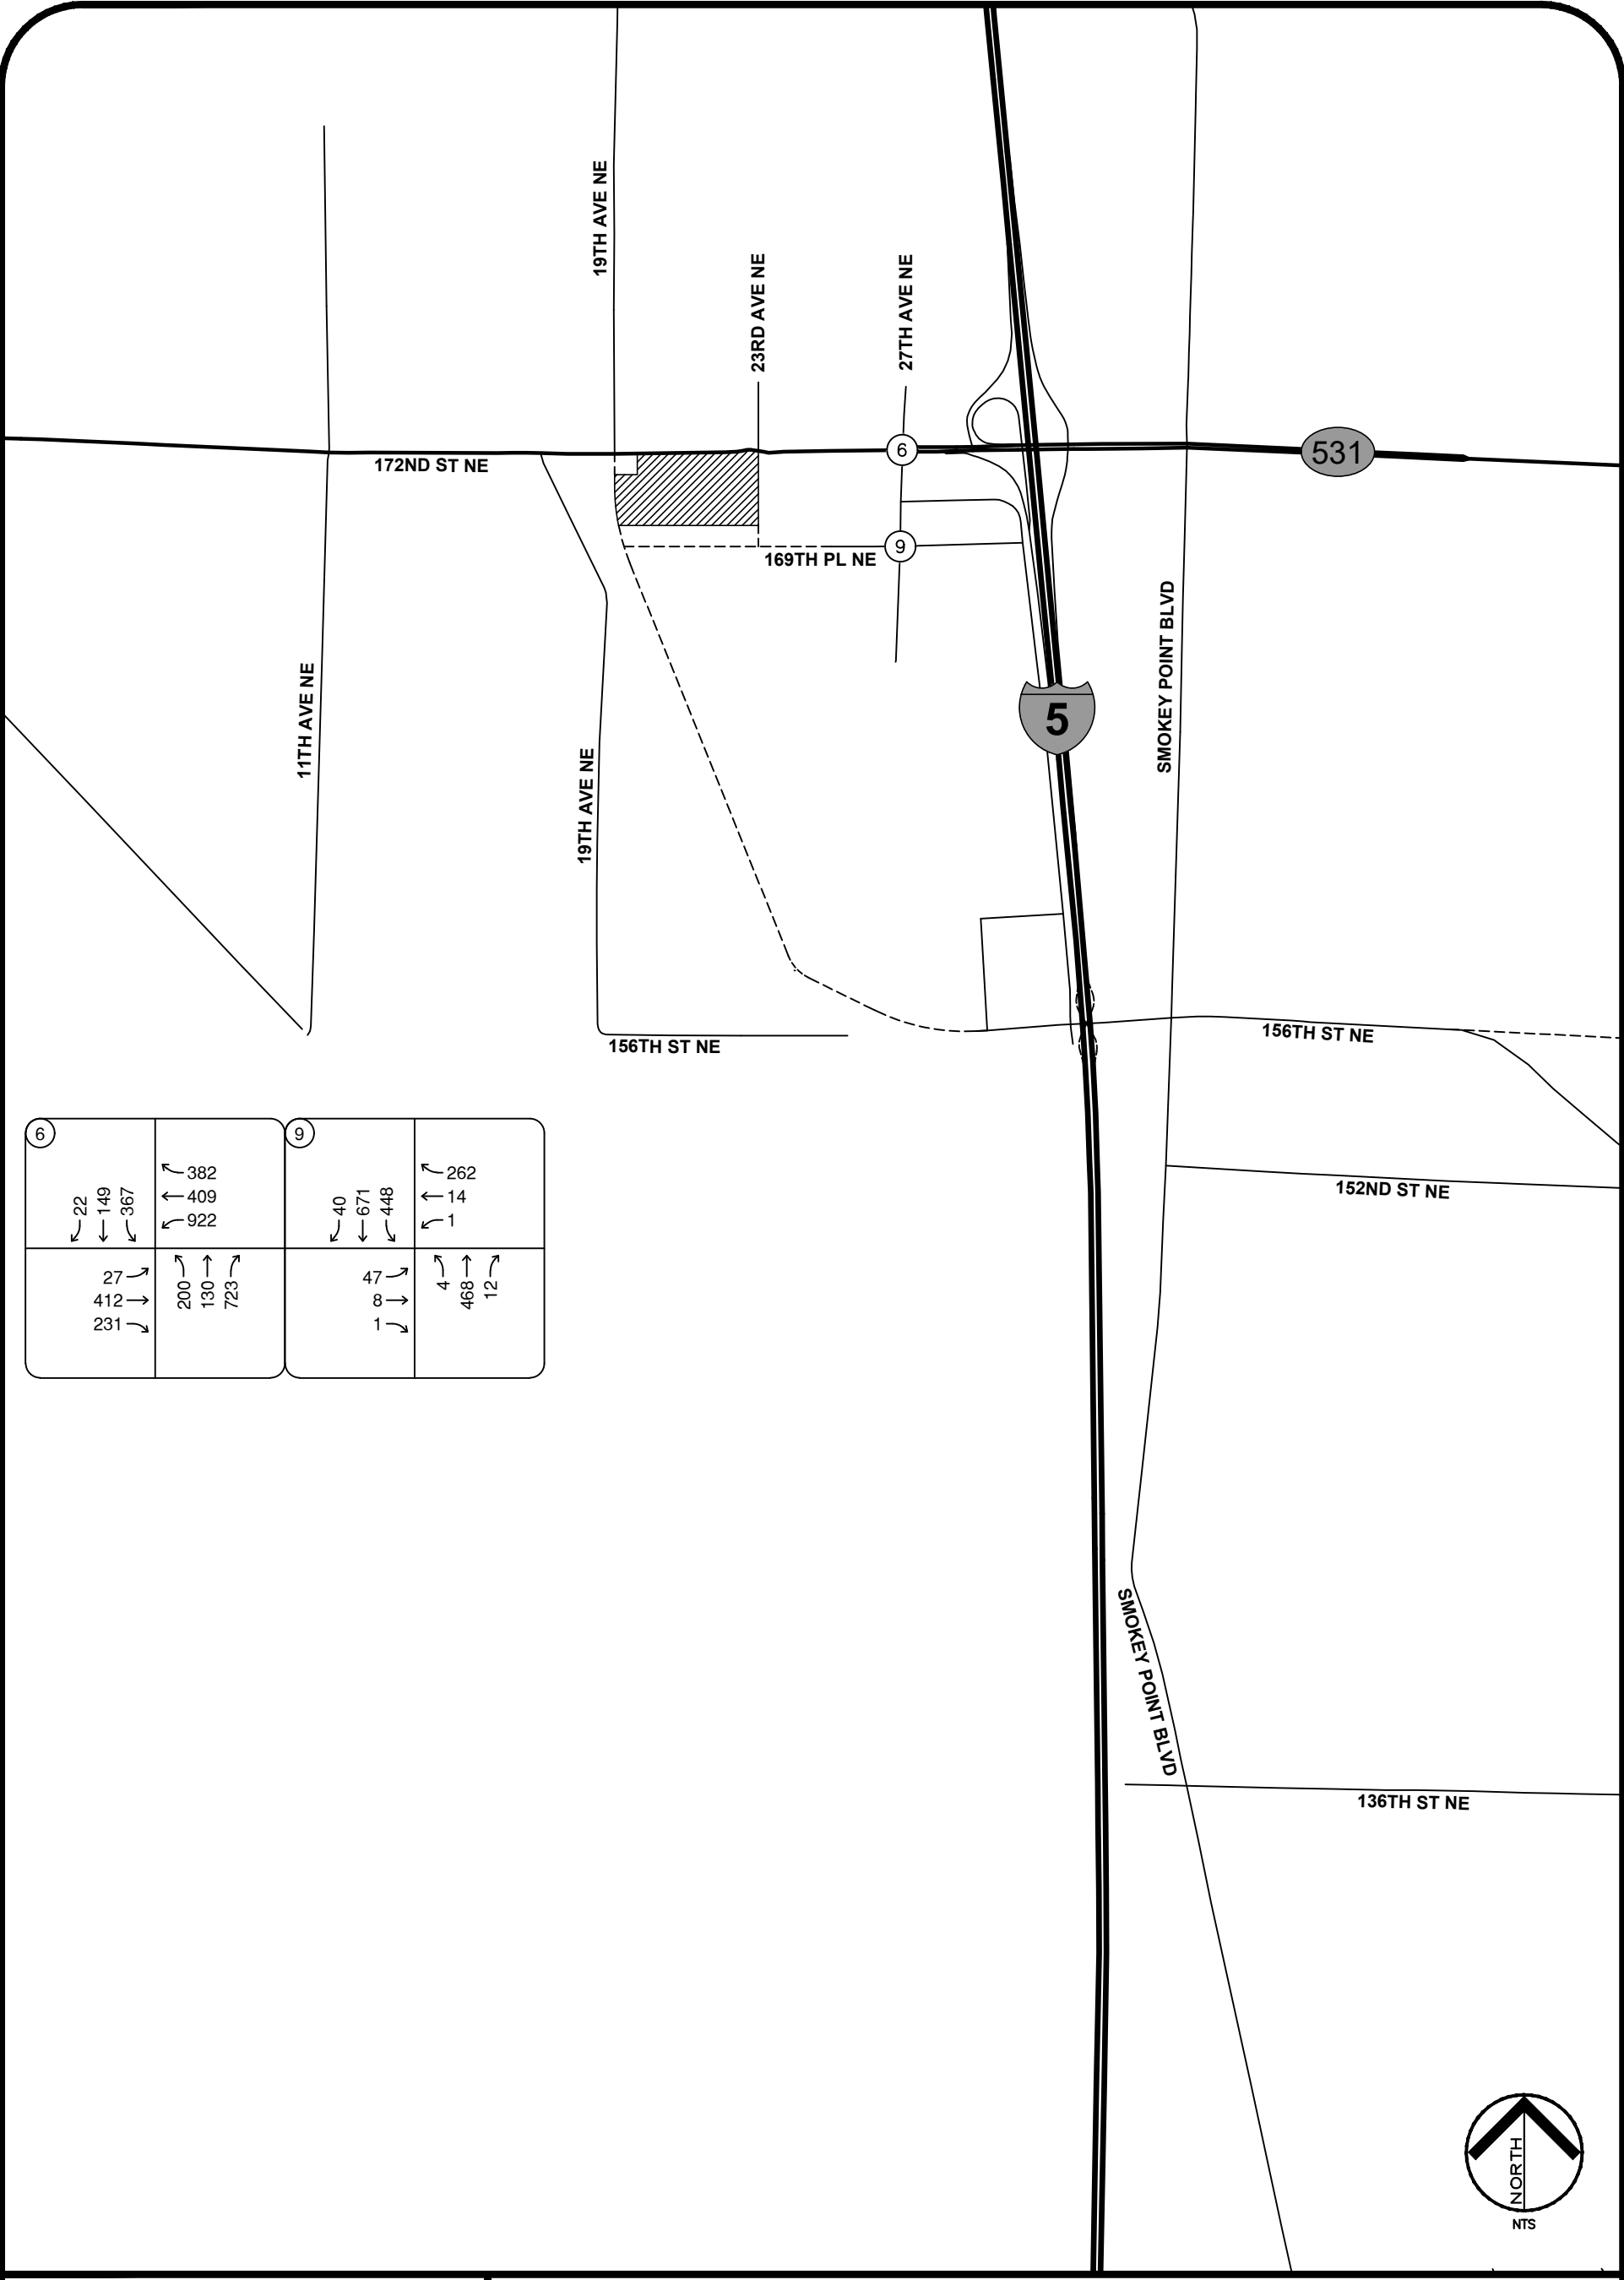 19TH AVE NE
23RD AVE NE
27TH AVE NE
6
531
172ND ST NE
9
169TH PL NE
SMOKEY POINT BLVD
11TH AVE NE
5
19TH AVE NE
156TH ST NE
156TH ST NE
152ND ST NE
6
22
149
367
382
409
922
27
412
231
200
130
723
9
40
671
448
262
14
1
47
8
1
4
468
12
SMOKEY POINT BLVD
136TH ST NE
NORTH
NTS